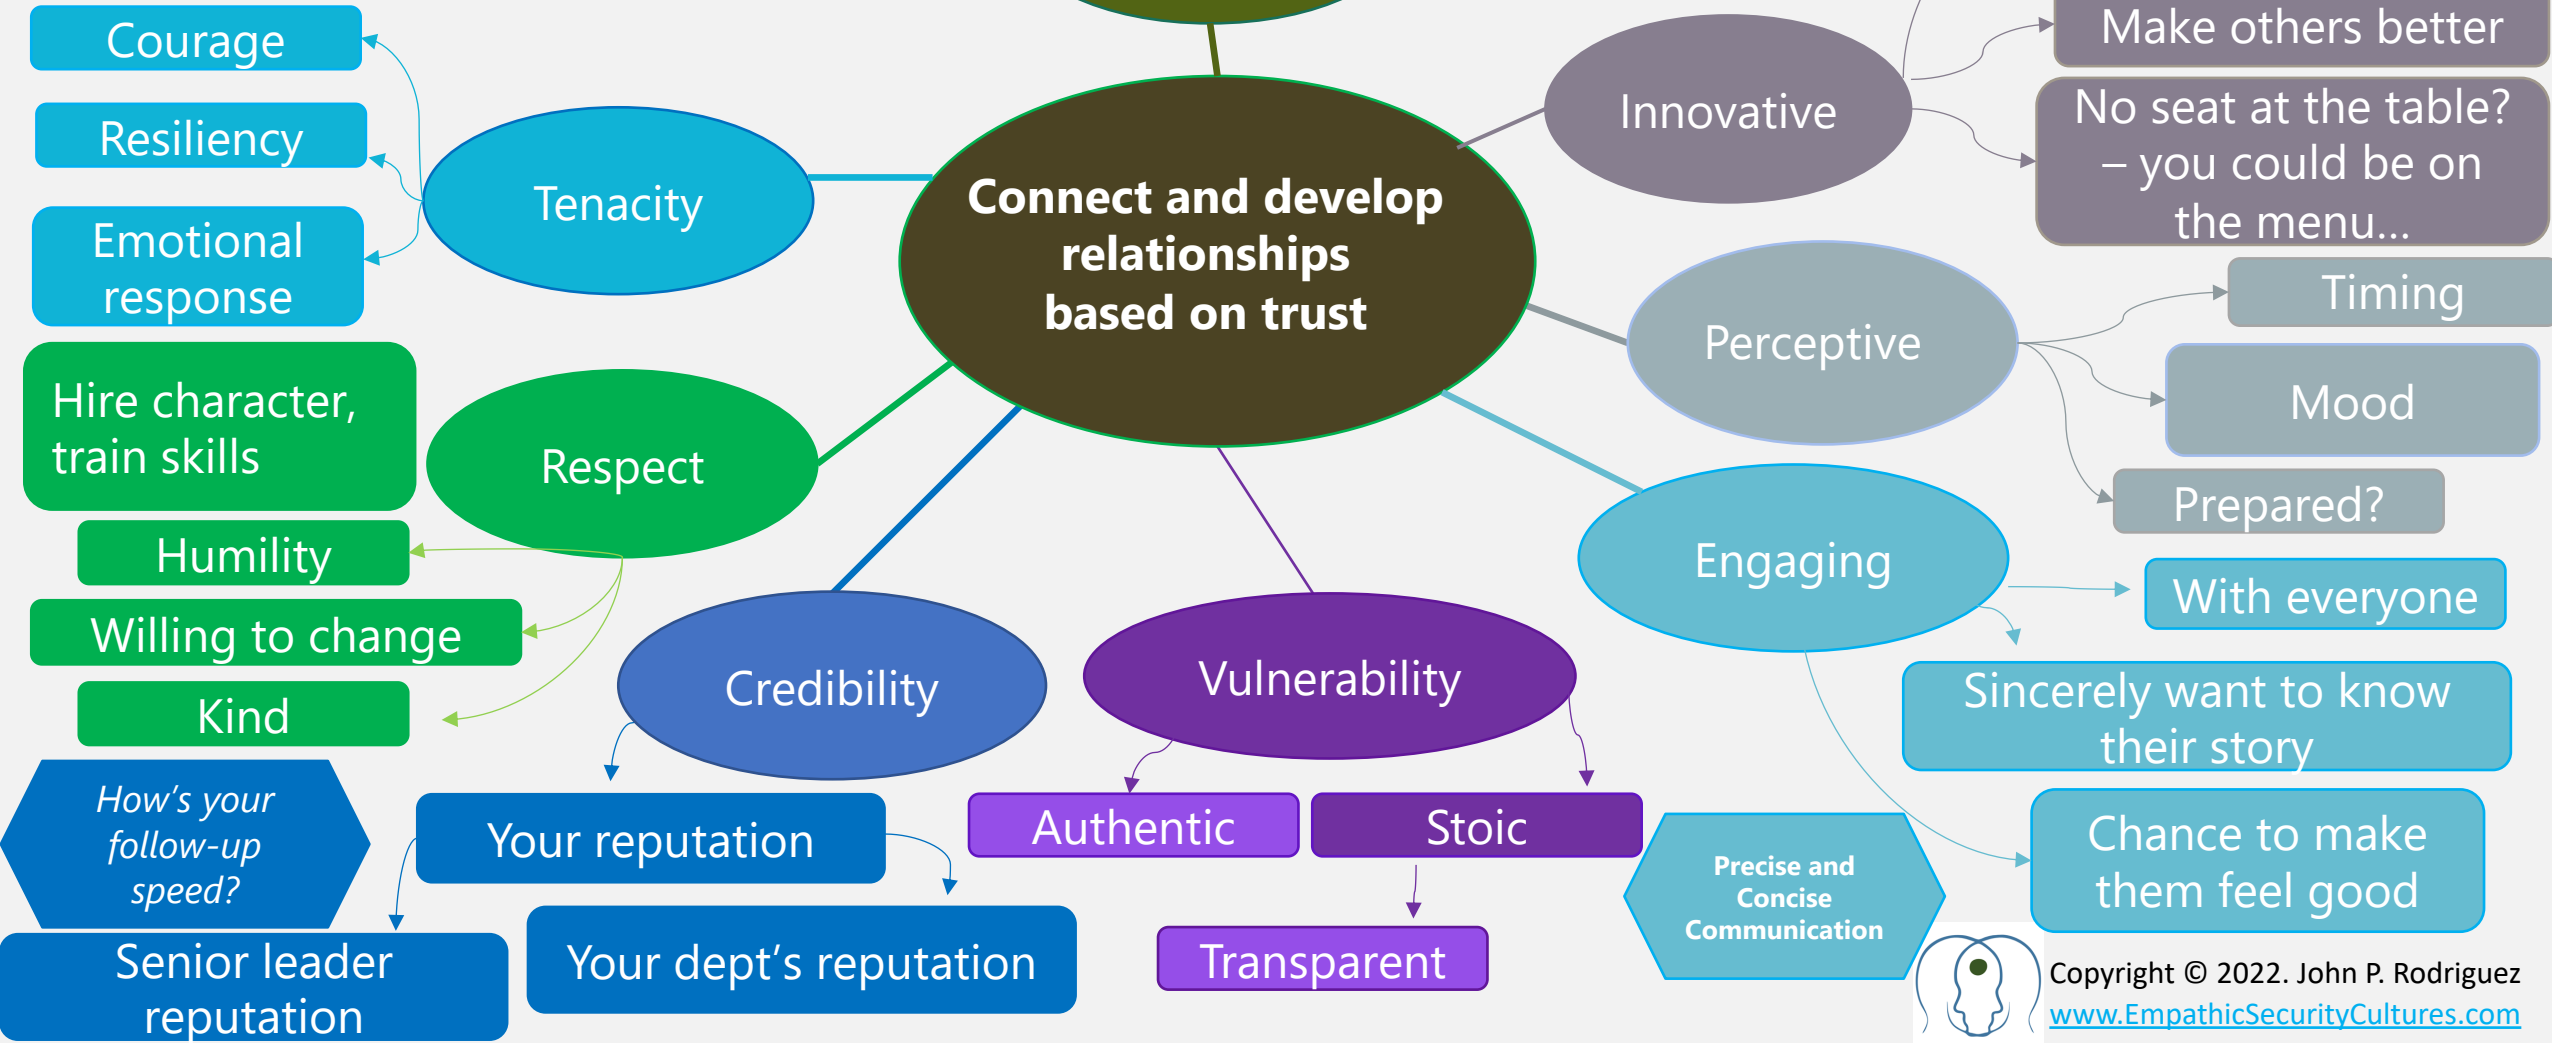 Courage
Resiliency
Emotional
response
Tenacity
Connect and develop
relationships
based on trust
Innovative
Make others better
No seat at the table?
– you could be on
the menu...
Perceptive
Timing
Mood
Prepared?
Hire character,
train skills
Respect
Humility
Willing to change
Kind
Engaging
With everyone
Sincerely want to know
their story
Chance to make
them feel good
Credibility
Vulnerability
How's your
follow-up
speed?
Your reputation
Senior leader
reputation
Your dept's reputation
Authentic
Stoic
Transparent
Precise and
Concise
Communication
Copyright © 2022. John P. Rodriguez
www.EmpathicSecurityCultures.com